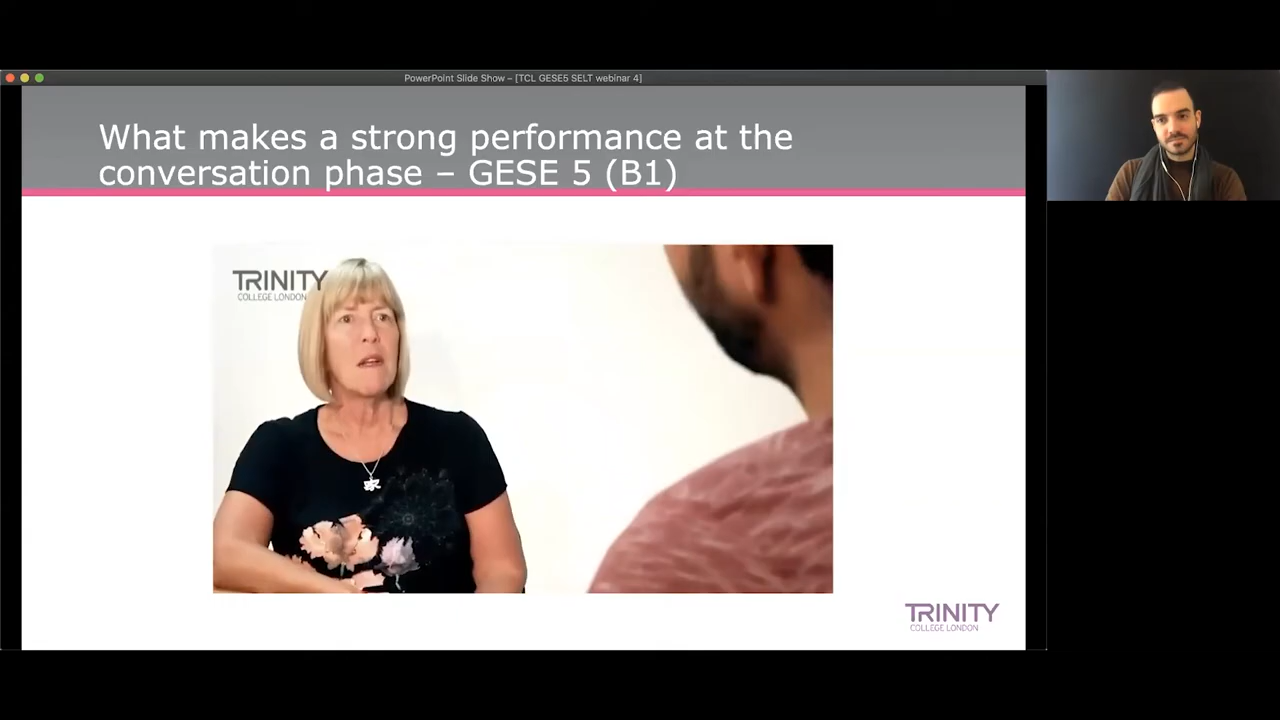 PowerPoint Slide Show – [TCL GESE5 SELT webinar 4]
What makes a strong performance at the
conversation phase – GESE 5 (B1)
TRINITY
COLLEGE LONDON
TRINITY
COLLEGE LONDON